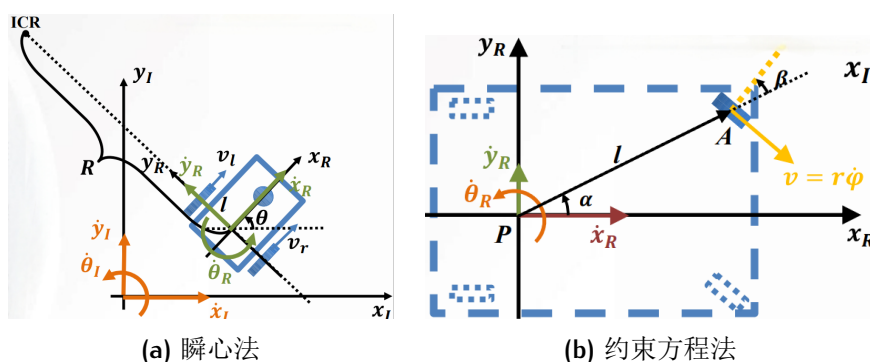 ICR
y_I
R
y_R
ẏ_R
v_l
x_R
ẋ_R
l
θ
v_r
θ̇_R
ẏ_I
θ̇_I
ẋ_I
x_I
(a) 瞬心法
y_R
x_I
β
A
l
v = rφ̇
ẏ_R
θ̇_R
α
P
ẋ_R
x_R
(b) 约束方程法